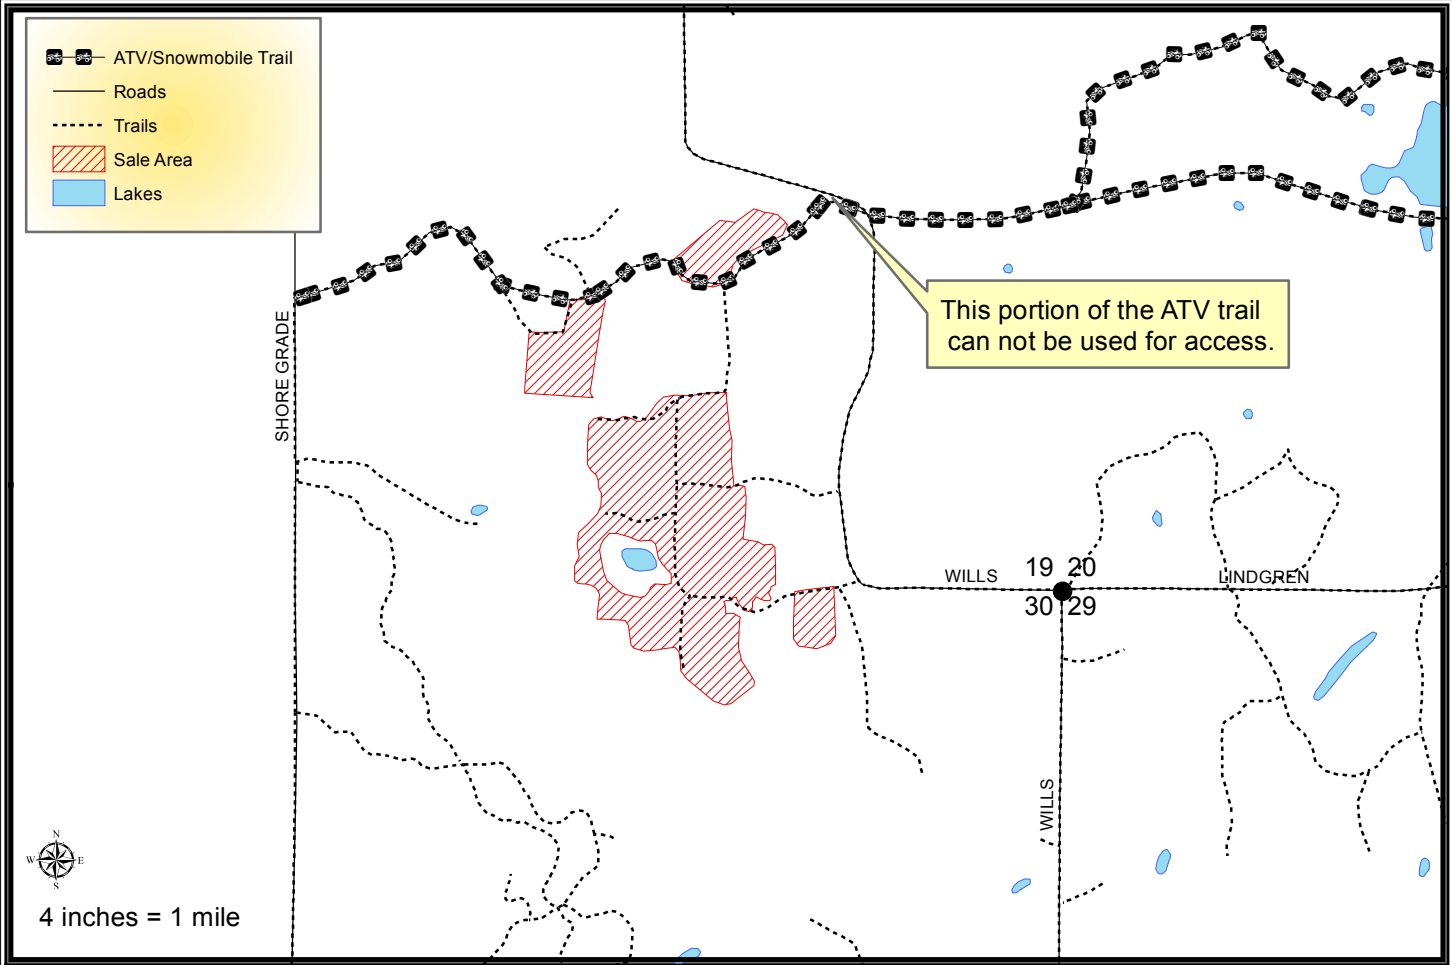 ATV/Snowmobile Trail
Roads
Trails
Sale Area
Lakes
This portion of the ATV trail
can not be used for access.
SHORE GRADE
WILLS
19 20
LINDGREN
30 29
WILLS
N
W E
S
4 inches = 1 mile